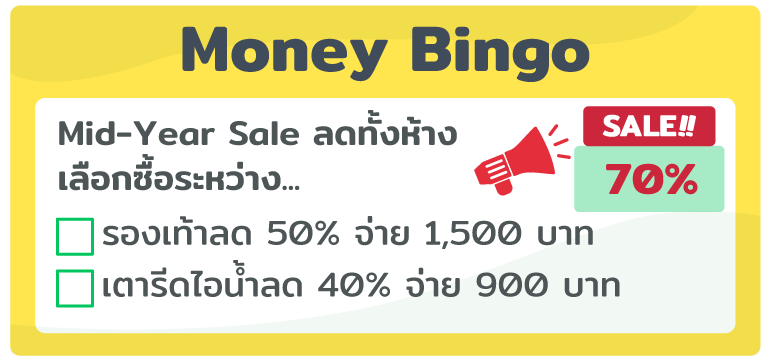 Money Bingo
Mid-Year Sale ลดทั้งห้าง
เลือกซื้อระหว่าง...
SALE!!
70%
รองเท้าลด 50% จ่าย 1,500 บาท
เตารีดไอน้ำลด 40% จ่าย 900 บาท